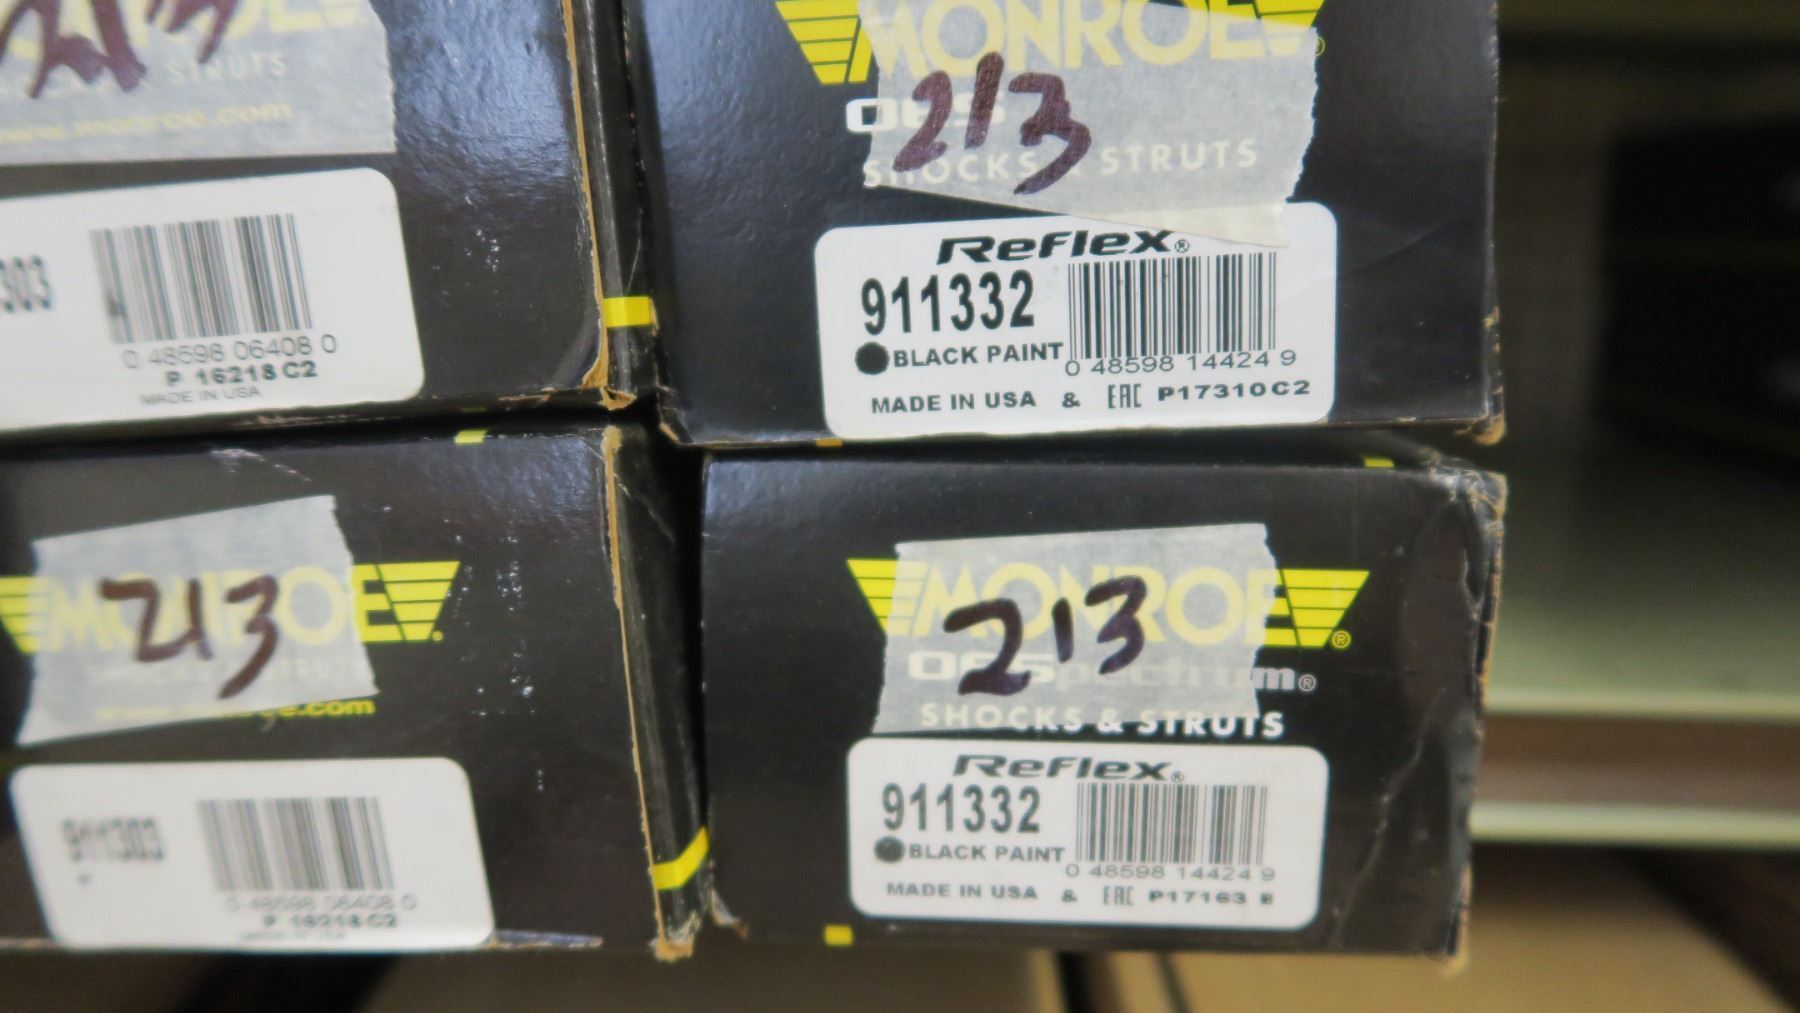 213
STRUTS
www.monroe.com
303
0 48598 06408 0
P 16218 C2
MADE IN USA
MONROE
213
OES
SHOCKS & STRUTS
Reflex®
911332
BLACK PAINT
0 48598 14424 9
MADE IN USA & EAC P17310C2
MONROE
213
911303
0 48598 06408 0
P 16218 C2
MADE IN USA
MONROE®
213
OESpectrum®
SHOCKS & STRUTS
Reflex®
911332
BLACK PAINT
0 48598 14424 9
MADE IN USA & EAC P17163 E